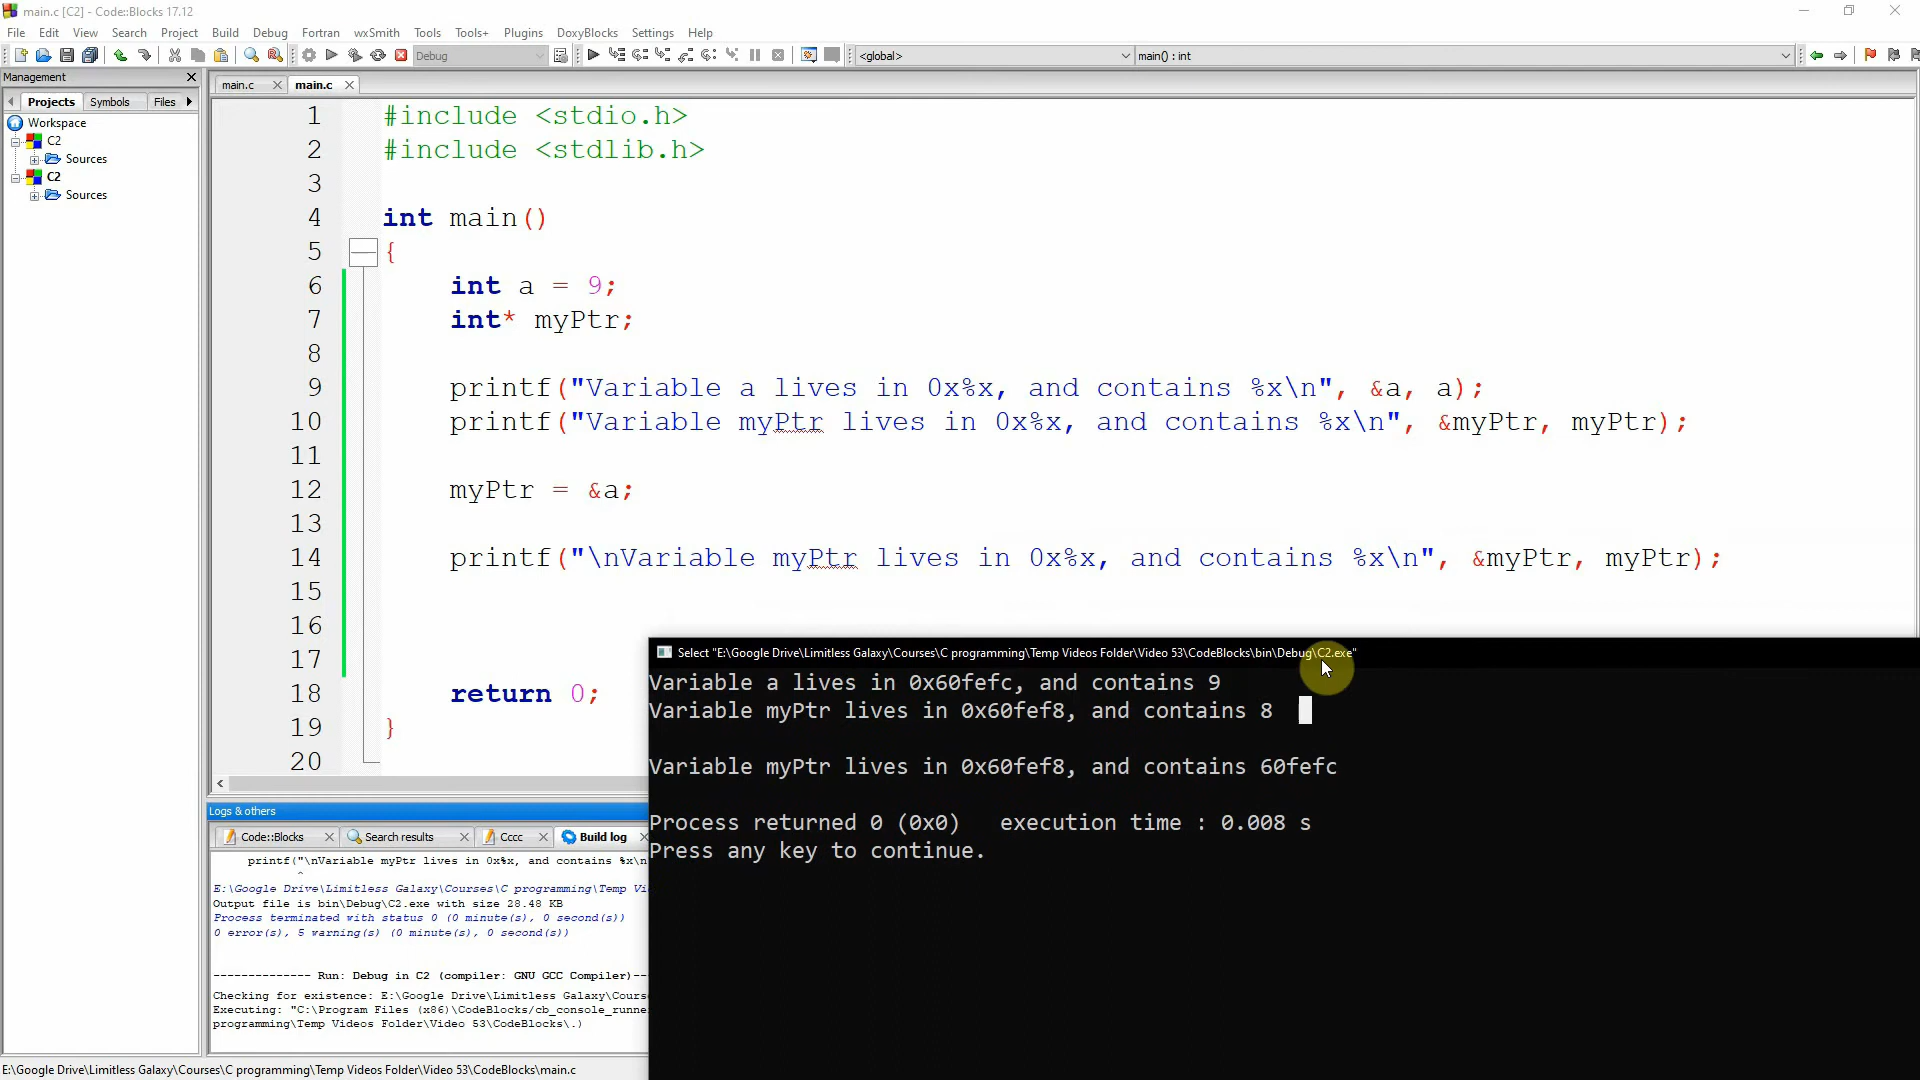 main.c [C2] - Code::Blocks 17.12
File Edit View Search Project Build Debug Fortran wxSmith Tools Tools+ Plugins DoxyBlocks Settings Help
Debug <global> main() : int
Management
Projects Symbols Files
Workspace
C2
Sources
C2
Sources
main.c main.c
1 #include <stdio.h>
2 #include <stdlib.h>
3
4 int main()
5 {
6 int a = 9;
7 int* myPtr;
8
9 printf("Variable a lives in 0x%x, and contains %x\n", &a, a);
10 printf("Variable myPtr lives in 0x%x, and contains %x\n", &myPtr, myPtr);
11
12 myPtr = &a;
13
14 printf("\nVariable myPtr lives in 0x%x, and contains %x\n", &myPtr, myPtr);
15
16
17
18 return 0;
19 }
20
Select "E:\Google Drive\Limitless Galaxy\Courses\C programming\Temp Videos Folder\Video 53\CodeBlocks\bin\Debug\C2.exe"
Variable a lives in 0x60fefc, and contains 9
Variable myPtr lives in 0x60fef8, and contains 8
Variable myPtr lives in 0x60fef8, and contains 60fefc
Process returned 0 (0x0) execution time : 0.008 s
Press any key to continue.
Logs & others
Code::Blocks Search results Cccc Build log
printf("\nVariable myPtr lives in 0x%x, and contains %x\n
^
E:\Google Drive\Limitless Galaxy\Courses\C programming\Temp Vi
Output file is bin\Debug\C2.exe with size 28.48 KB
Process terminated with status 0 (0 minute(s), 0 second(s))
0 error(s), 5 warning(s) (0 minute(s), 0 second(s))
-------------- Run: Debug in C2 (compiler: GNU GCC Compiler)--
Checking for existence: E:\Google Drive\Limitless Galaxy\Cours
Executing: "C:\Program Files (x86)\CodeBlocks/cb_console_runne
programming\Temp Videos Folder\Video 53\CodeBlocks\.)
E:\Google Drive\Limitless Galaxy\Courses\C programming\Temp Videos Folder\Video 53\CodeBlocks\main.c